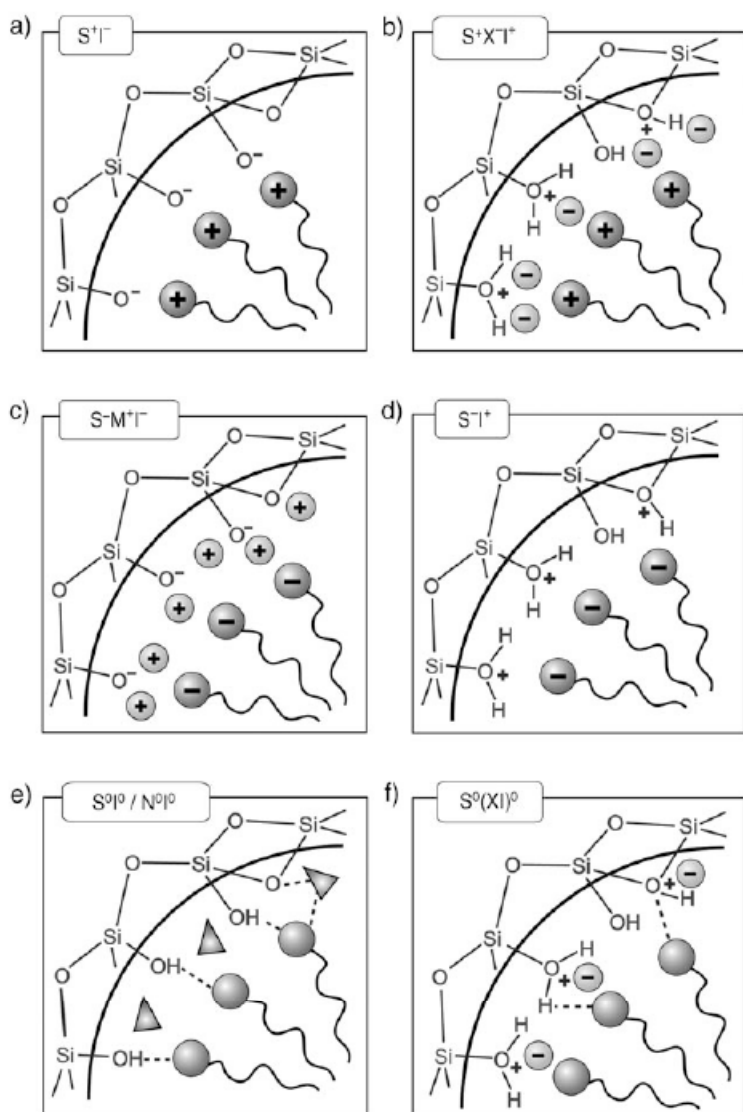 a) S⁺I⁻
O Si
O Si O
Si O⁻
O O⁻ +
+
Si O⁻ +
b) S⁺X⁻I⁺
O Si
O Si O H −
+
OH −
Si H
O + +
O H − +
H
Si O + −
H − +
c) S⁻M⁺I⁻
O Si
O Si O +
O⁻ + +
Si O⁻ −
O + −
+
Si O⁻ −
+
d) S⁻I⁺
O Si
O Si O
+ H
OH
Si O H −
+
O H −
H
Si O + −
H
e) S⁰I⁰ / N⁰I⁰
O Si
O Si O
OH
Si OH
O
Si OH
f) S⁰(XI)⁰
O Si
O Si O + −
H
OH
Si O H
+ −
O H
H
Si O + −
H